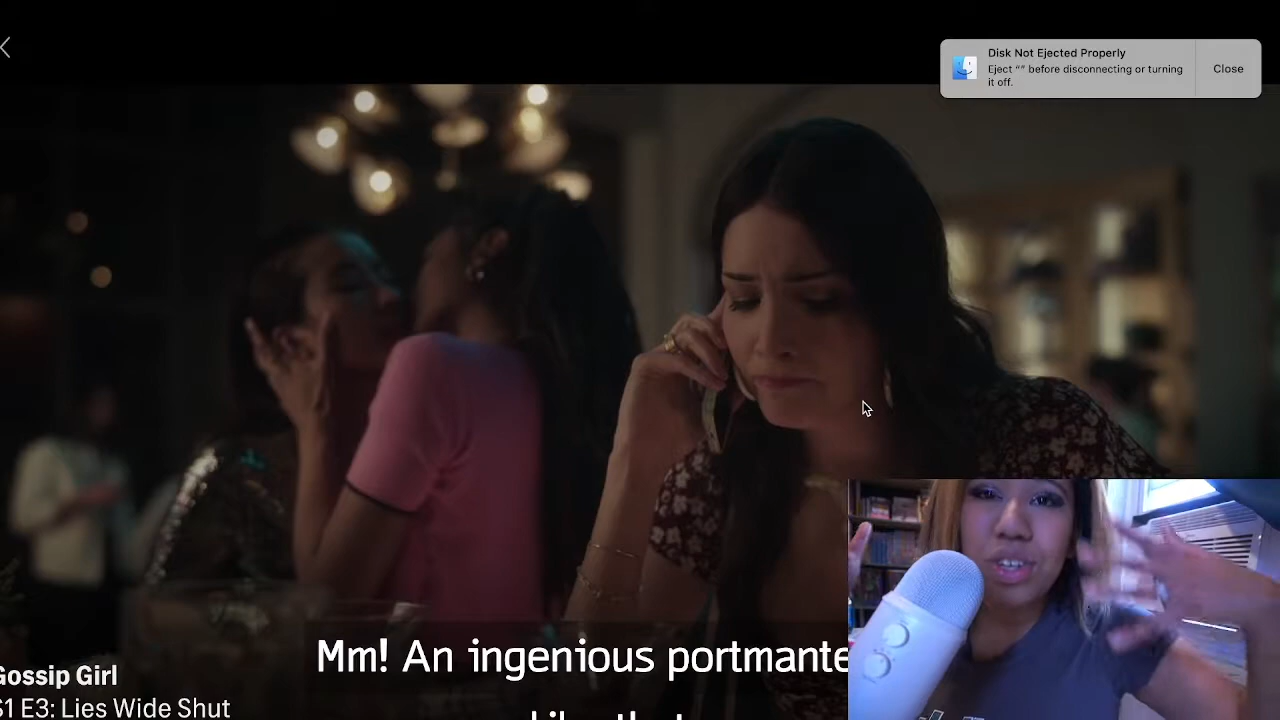 Disk Not Ejected Properly
Eject “” before disconnecting or turning
it off.
Close
Mm! An ingenious portmante
Gossip Girl
S1 E3: Lies Wide Shut